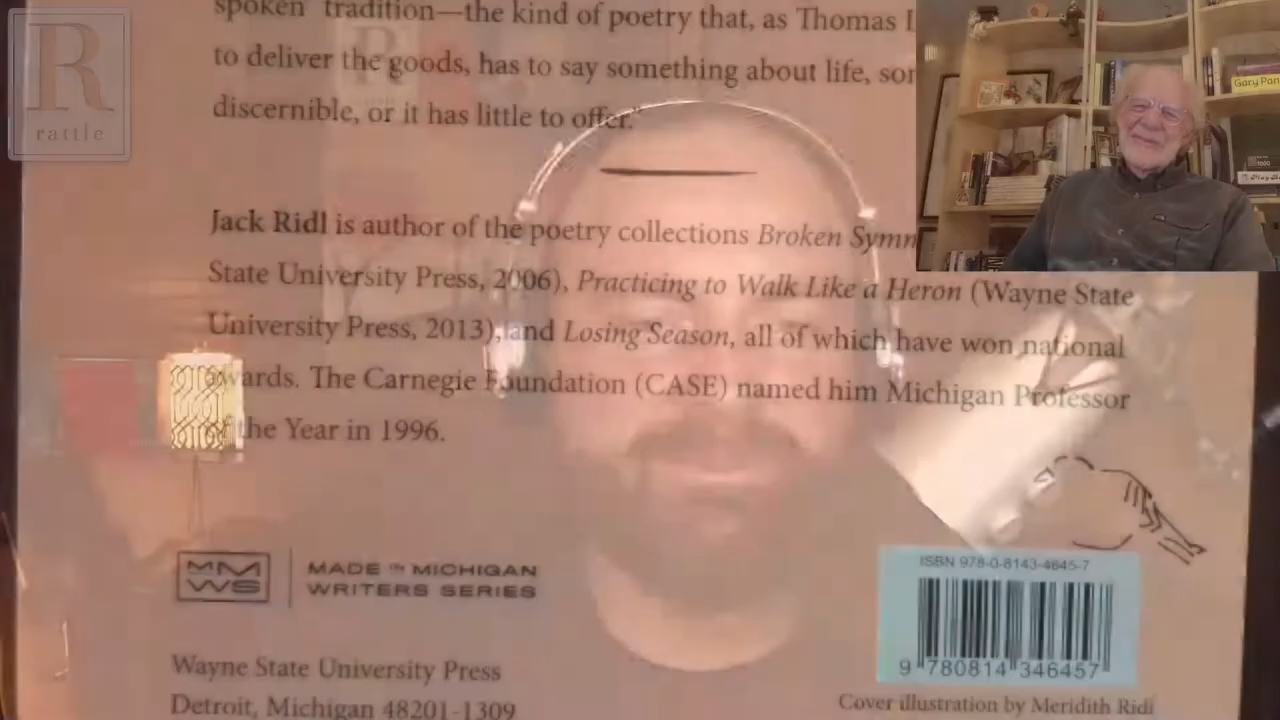 R
rattle
spoken tradition—the kind of poetry that, as Thomas
to deliver the goods, has to say something about life,
discernible, or it has little to offer."
Jack Ridl is author of the poetry collections Broken
State University Press, 2006), Practicing to Walk Like a Heron (Wayne State
University Press, 2013), and Losing Season, all of which have won national
awards. The Carnegie Foundation (CASE) named him Michigan Professor
of the Year in 1996.
MM
WS
MADE IN MICHIGAN
WRITERS SERIES
Wayne State University Press
Detroit, Michigan 48201-1309
ISBN 978-0-8143-4645-7
9 780814 346457
Cover illustration by Meridith Ridl
Gary